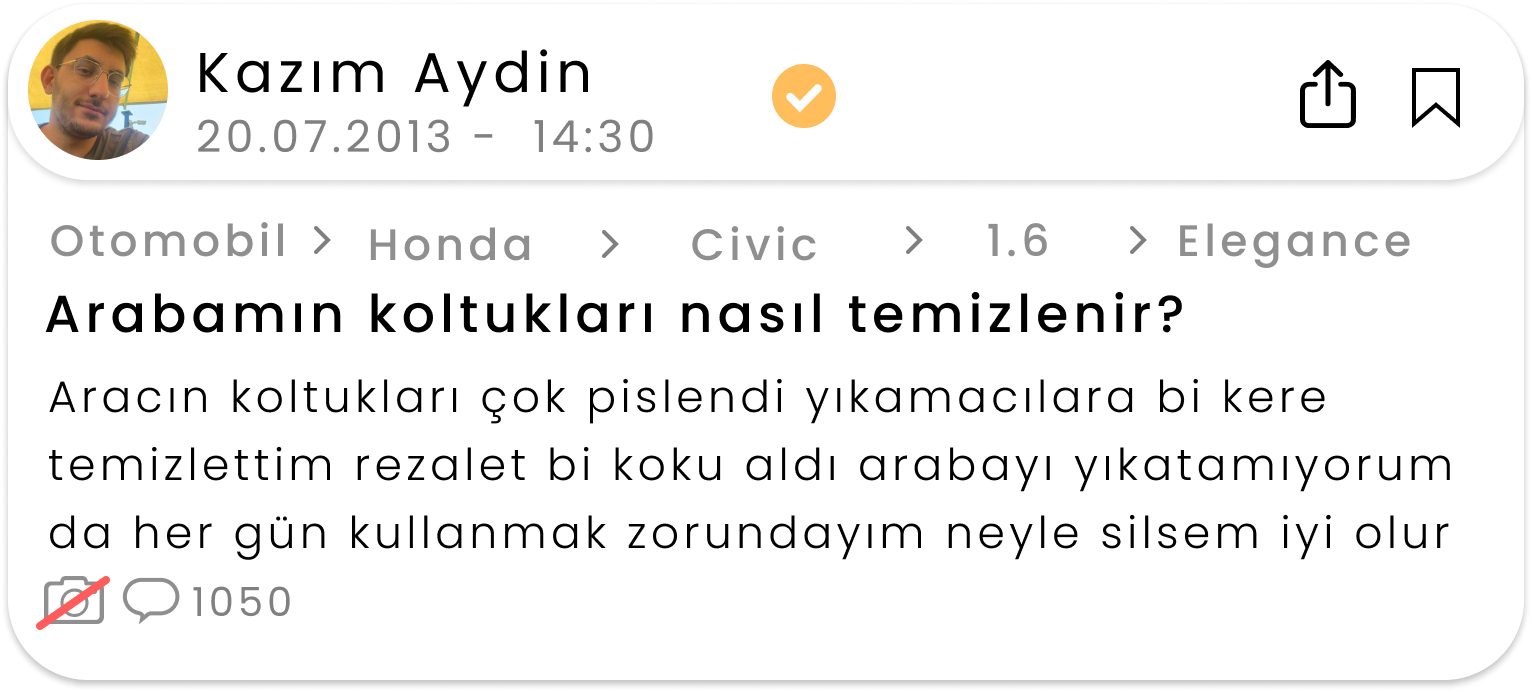 Kazım Aydin
20.07.2013 - 14:30
Otomobil > Honda > Civic > 1.6 > Elegance
Arabamın koltukları nasıl temizlenir?
Aracın koltukları çok pislendi yıkamacılara bi kere
temizlettim rezalet bi koku aldı arabayı yıkatamıyorum
da her gün kullanmak zorundayım neyle silsem iyi olur
1050